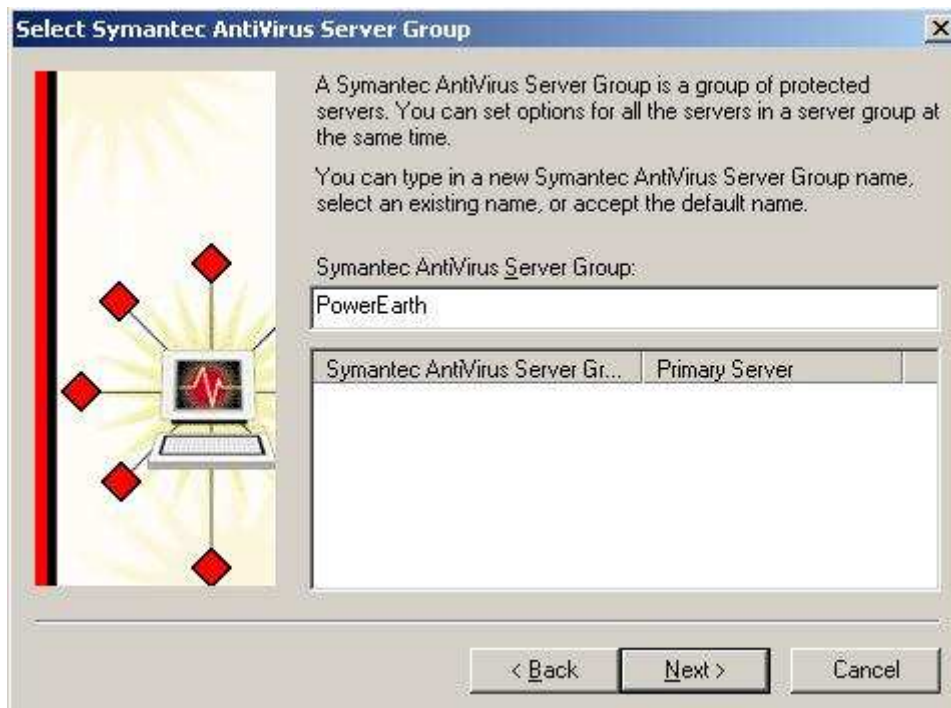 Select Symantec AntiVirus Server Group
A Symantec AntiVirus Server Group is a group of protected
servers. You can set options for all the servers in a server group at
the same time.
You can type in a new Symantec AntiVirus Server Group name,
select an existing name, or accept the default name.
Symantec AntiVirus Server Group:
PowerEarth
Symantec AntiVirus Server Gr... Primary Server
< Back Next > Cancel